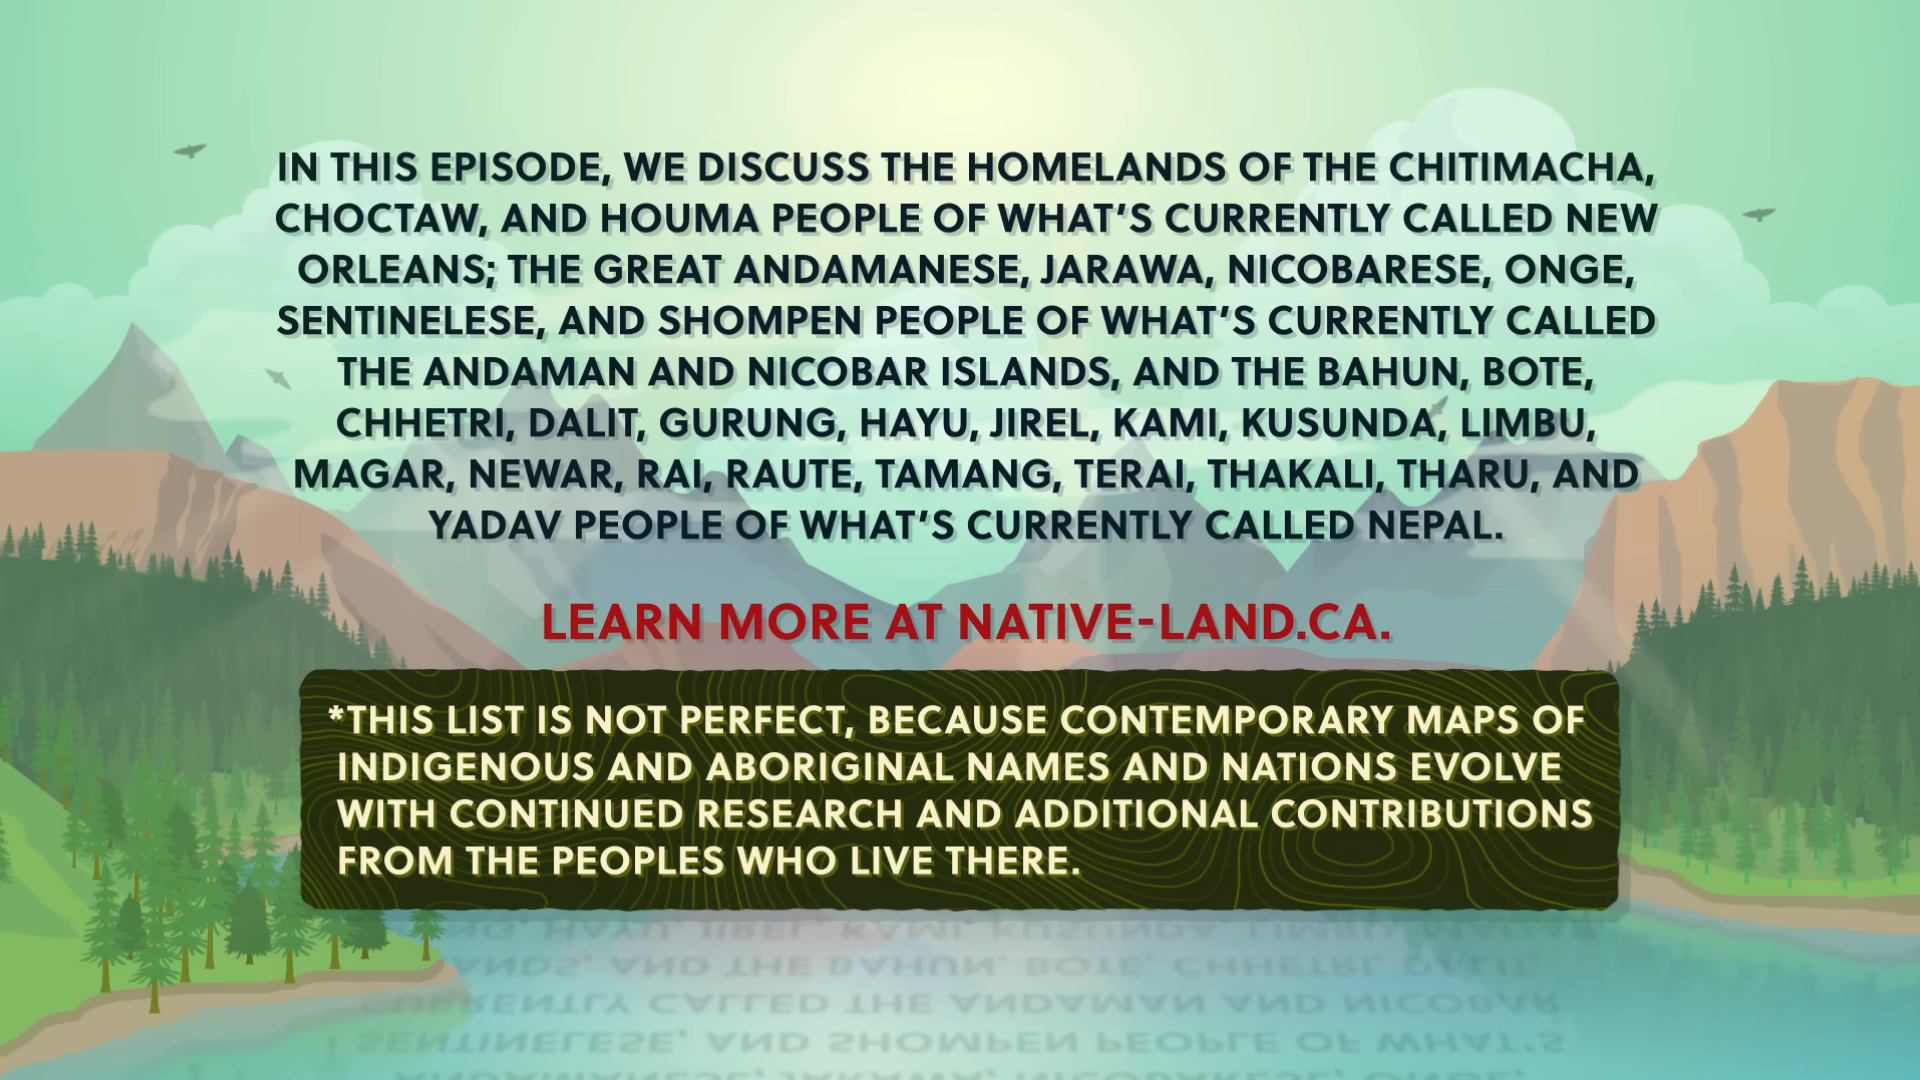 IN THIS EPISODE, WE DISCUSS THE HOMELANDS OF THE CHITIMACHA,
CHOCTAW, AND HOUMA PEOPLE OF WHAT'S CURRENTLY CALLED NEW
ORLEANS; THE GREAT ANDAMANESE, JARAWA, NICOBARESE, ONGE,
SENTINELESE, AND SHOMPEN PEOPLE OF WHAT'S CURRENTLY CALLED
THE ANDAMAN AND NICOBAR ISLANDS, AND THE BAHUN, BOTE,
CHHETRI, DALIT, GURUNG, HAYU, JIREL, KAMI, KUSUNDA, LIMBU,
MAGAR, NEWAR, RAI, RAUTE, TAMANG, TERAI, THAKALI, THARU, AND
YADAV PEOPLE OF WHAT'S CURRENTLY CALLED NEPAL.
LEARN MORE AT NATIVE-LAND.CA.
*THIS LIST IS NOT PERFECT, BECAUSE CONTEMPORARY MAPS OF
INDIGENOUS AND ABORIGINAL NAMES AND NATIONS EVOLVE
WITH CONTINUED RESEARCH AND ADDITIONAL CONTRIBUTIONS
FROM THE PEOPLES WHO LIVE THERE.